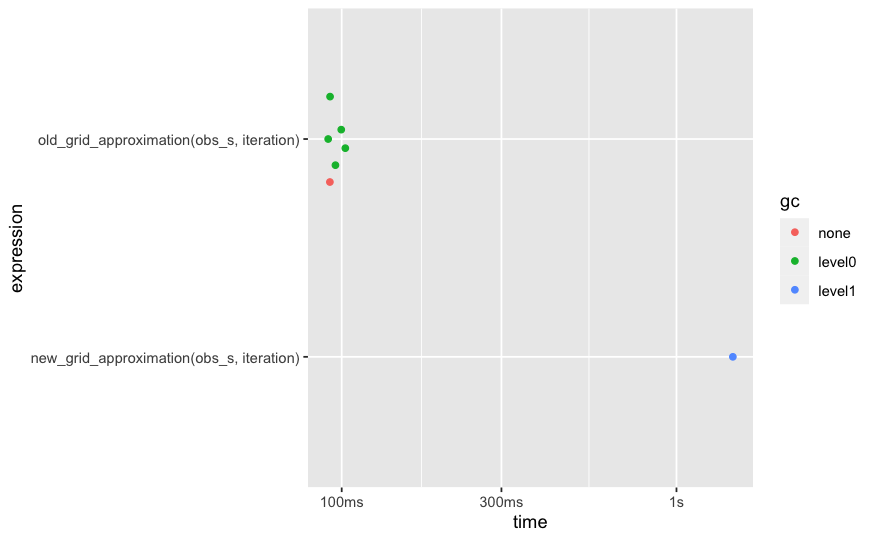 expression
old_grid_approximation(obs_s, iteration)
new_grid_approximation(obs_s, iteration)
100ms
300ms
1s
time
gc
none
level0
level1